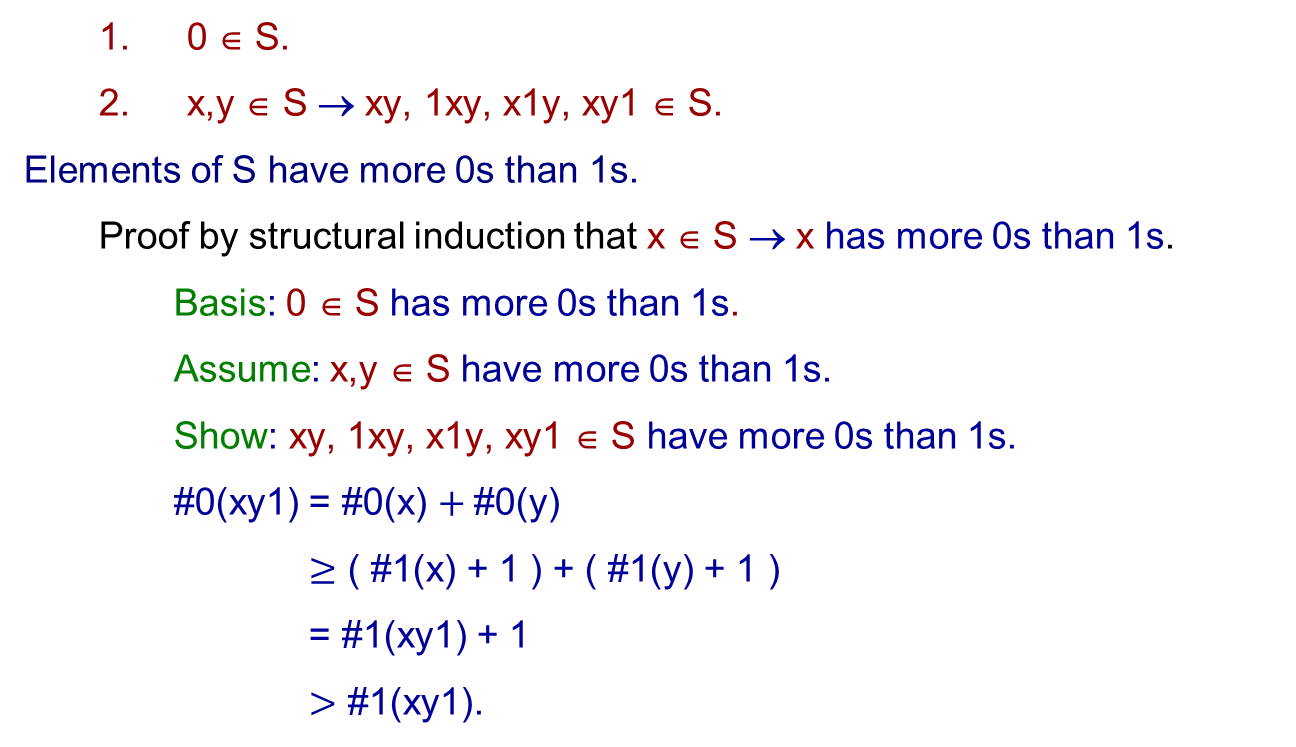 1. 0 ∈ S.
2. x,y ∈ S → xy, 1xy, x1y, xy1 ∈ S.
Elements of S have more 0s than 1s.
Proof by structural induction that x ∈ S → x has more 0s than 1s.
Basis: 0 ∈ S has more 0s than 1s.
Assume: x,y ∈ S have more 0s than 1s.
Show: xy, 1xy, x1y, xy1 ∈ S have more 0s than 1s.
#0(xy1) = #0(x) + #0(y)
≥ ( #1(x) + 1 ) + ( #1(y) + 1 )
= #1(xy1) + 1
> #1(xy1).